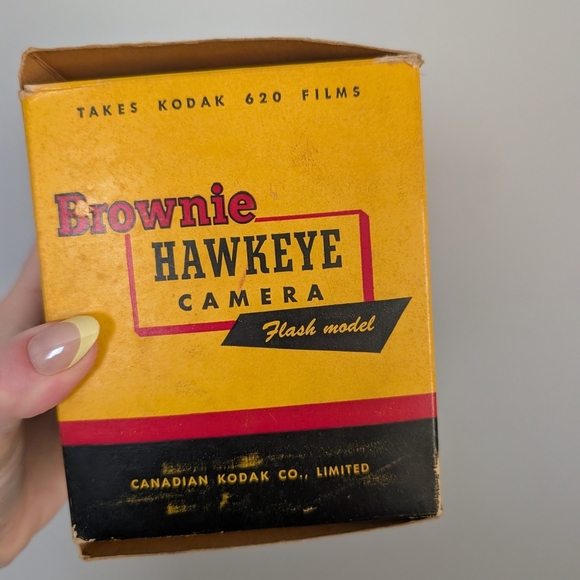 TAKES KODAK 620 FILMS
Brownie
HAWKEYE
CAMERA
Flash model
CANADIAN KODAK CO., LIMITED